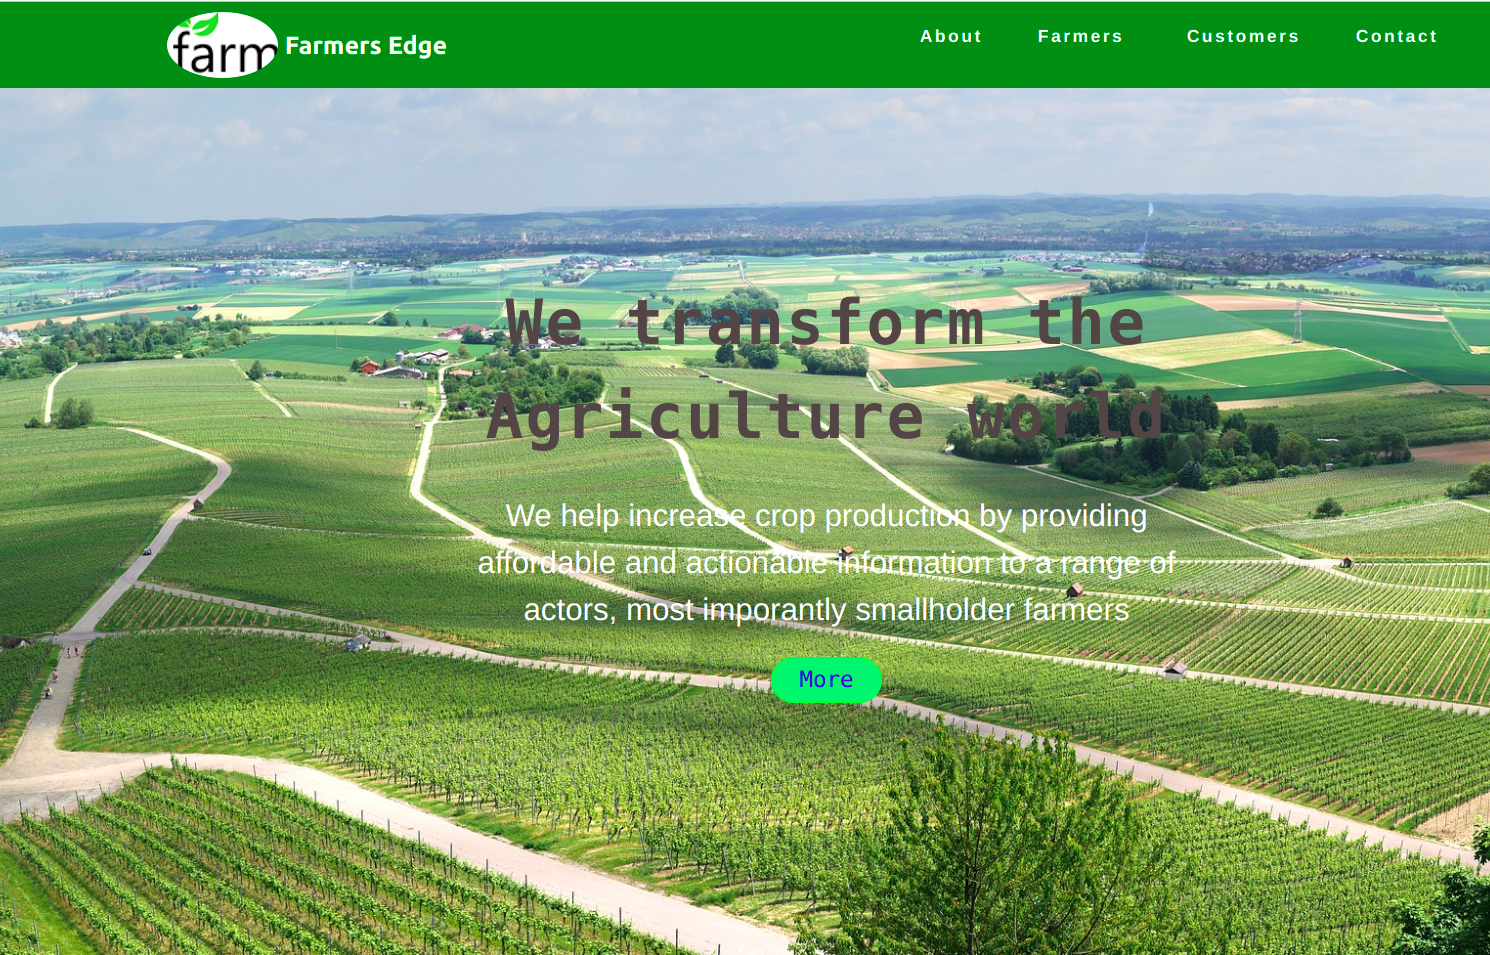 farm
Farmers Edge
About Farmers Customers Contact
We transform the
Agriculture world
We help increase crop production by providing
affordable and actionable information to a range of
actors, most imporantly smallholder farmers
More